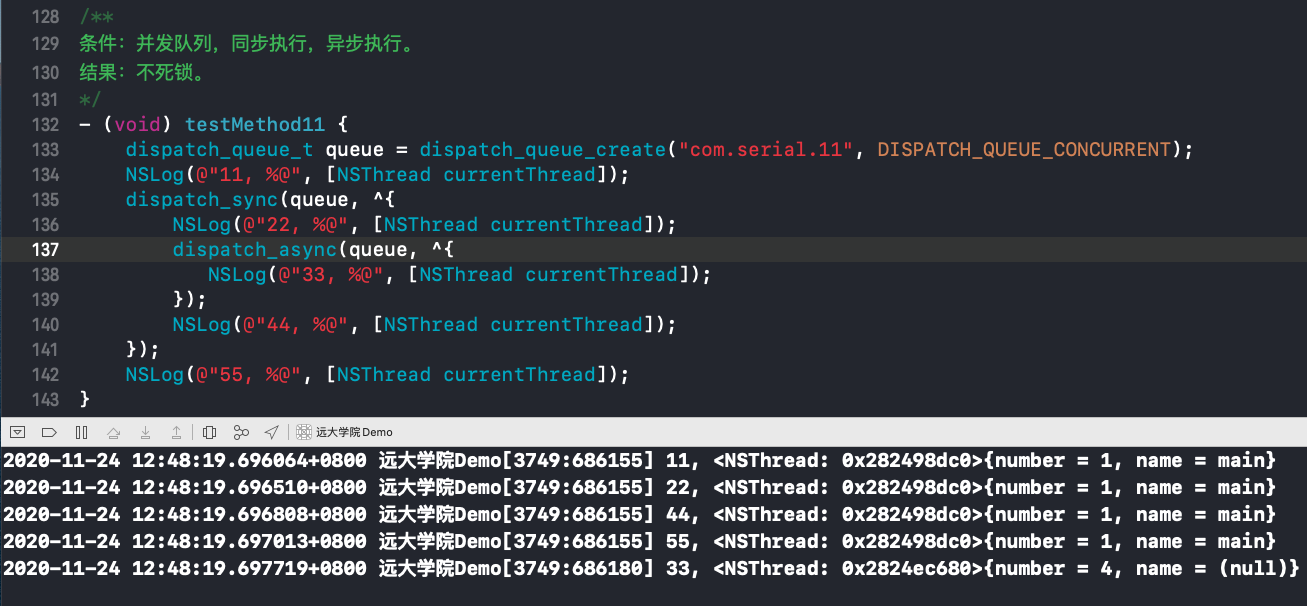 128 /**
129 条件：并发队列，同步执行，异步执行。
130 结果：不死锁。
131 */
132 - (void) testMethod11 {
133     dispatch_queue_t queue = dispatch_queue_create("com.serial.11", DISPATCH_QUEUE_CONCURRENT);
134     NSLog(@"11, %@", [NSThread currentThread]);
135     dispatch_sync(queue, ^{
136         NSLog(@"22, %@", [NSThread currentThread]);
137         dispatch_async(queue, ^{
138            NSLog(@"33, %@", [NSThread currentThread]);
139         });
140         NSLog(@"44, %@", [NSThread currentThread]);
141     });
142     NSLog(@"55, %@", [NSThread currentThread]);
143 }
远大学院Demo
2020-11-24 12:48:19.696064+0800 远大学院Demo[3749:686155] 11, <NSThread: 0x282498dc0>{number = 1, name = main}
2020-11-24 12:48:19.696510+0800 远大学院Demo[3749:686155] 22, <NSThread: 0x282498dc0>{number = 1, name = main}
2020-11-24 12:48:19.696808+0800 远大学院Demo[3749:686155] 44, <NSThread: 0x282498dc0>{number = 1, name = main}
2020-11-24 12:48:19.697013+0800 远大学院Demo[3749:686155] 55, <NSThread: 0x282498dc0>{number = 1, name = main}
2020-11-24 12:48:19.697719+0800 远大学院Demo[3749:686180] 33, <NSThread: 0x2824ec680>{number = 4, name = (null)}